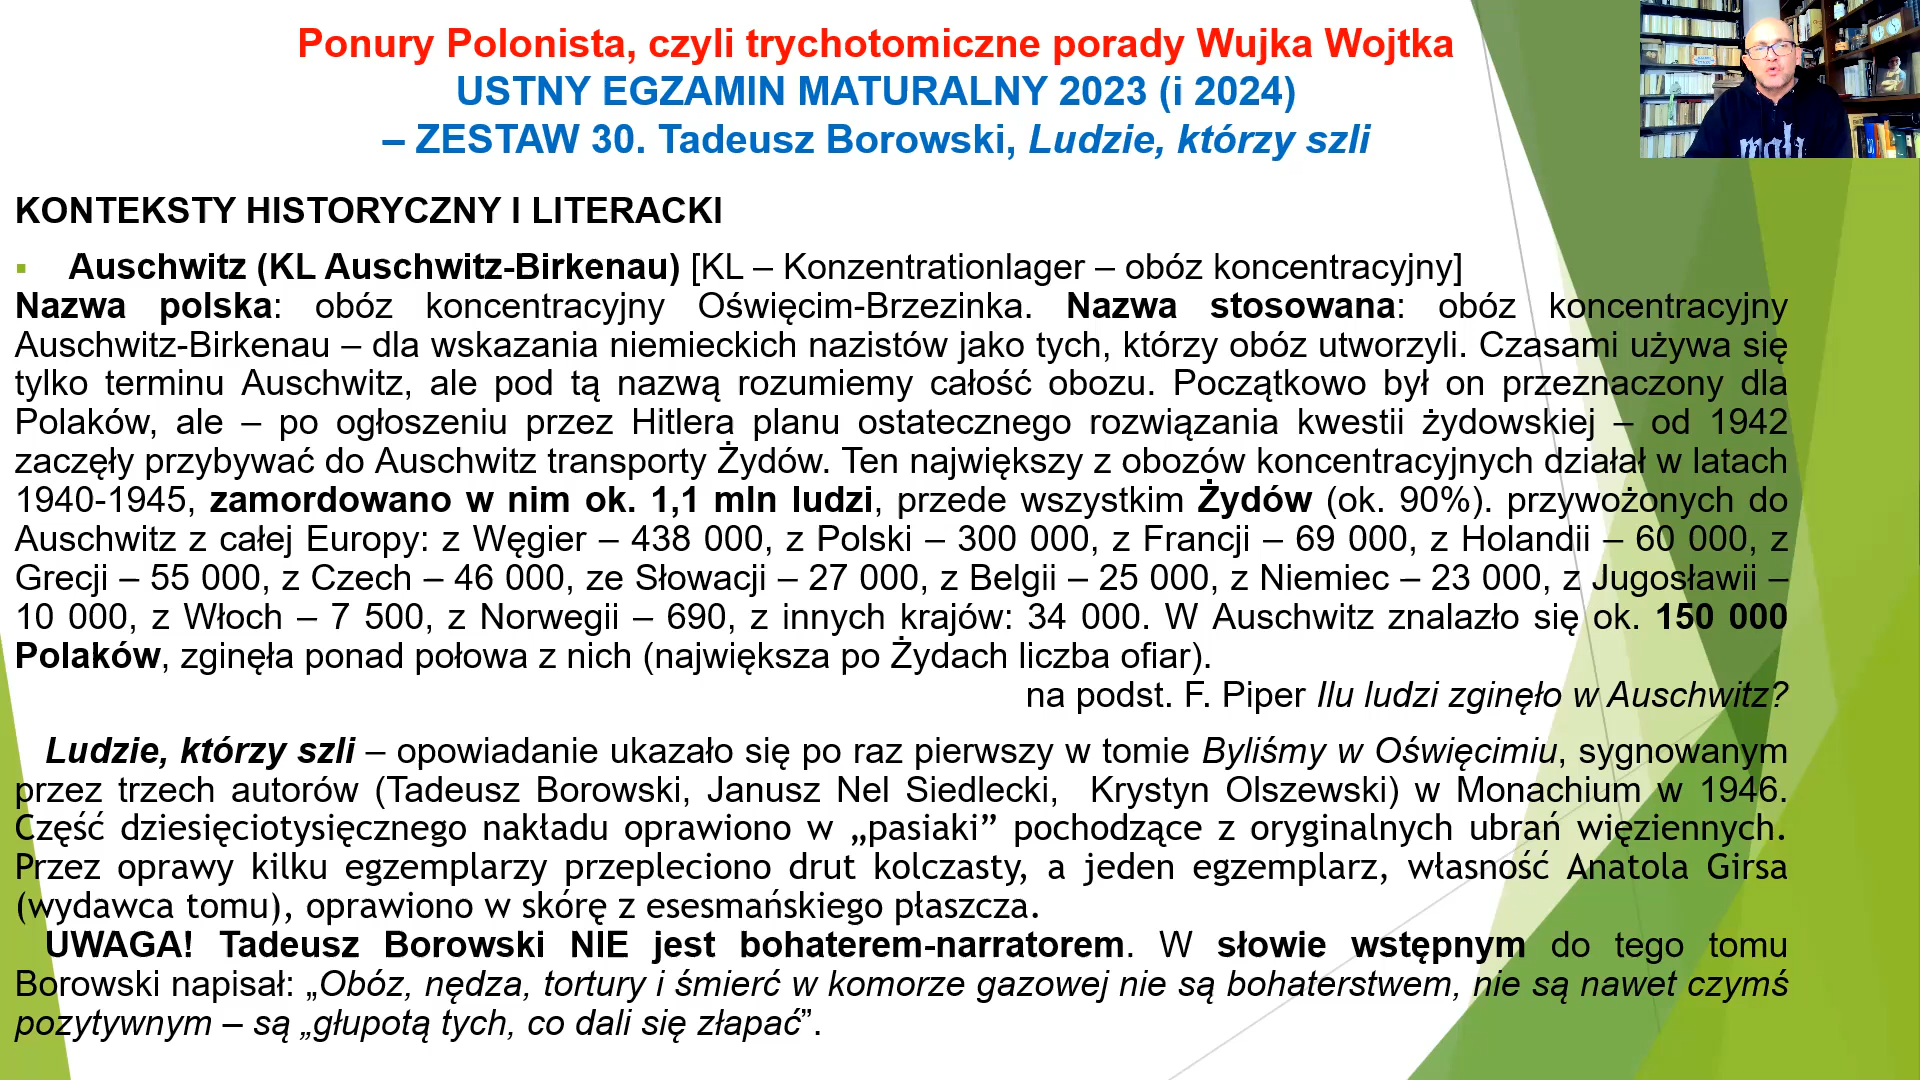 Ponury Polonista, czyli trychotomiczne porady Wujka Wojtka
USTNY EGZAMIN MATURALNY 2023 (i 2024)
– ZESTAW 30. Tadeusz Borowski, Ludzie, którzy szli
KONTEKSTY HISTORYCZNY I LITERACKI
▪ Auschwitz (KL Auschwitz-Birkenau) [KL – Konzentrationlager – obóz koncentracyjny]
Nazwa polska: obóz koncentracyjny Oświęcim-Brzezinka. Nazwa stosowana: obóz koncentracyjny
Auschwitz-Birkenau – dla wskazania niemieckich nazistów jako tych, którzy obóz utworzyli. Czasami używa się
tylko terminu Auschwitz, ale pod tą nazwą rozumiemy całość obozu. Początkowo był on przeznaczony dla
Polaków, ale – po ogłoszeniu przez Hitlera planu ostatecznego rozwiązania kwestii żydowskiej – od 1942
zaczęły przybywać do Auschwitz transporty Żydów. Ten największy z obozów koncentracyjnych działał w latach
1940-1945, zamordowano w nim ok. 1,1 mln ludzi, przede wszystkim Żydów (ok. 90%). przywożonych do
Auschwitz z całej Europy: z Węgier – 438 000, z Polski – 300 000, z Francji – 69 000, z Holandii – 60 000, z
Grecji – 55 000, z Czech – 46 000, ze Słowacji – 27 000, z Belgii – 25 000, z Niemiec – 23 000, z Jugosławii –
10 000, z Włoch – 7 500, z Norwegii – 690, z innych krajów: 34 000. W Auschwitz znalazło się ok. 150 000
Polaków, zginęła ponad połowa z nich (największa po Żydach liczba ofiar).
na podst. F. Piper Ilu ludzi zginęło w Auschwitz?
Ludzie, którzy szli – opowiadanie ukazało się po raz pierwszy w tomie Byliśmy w Oświęcimiu, sygnowanym
przez trzech autorów (Tadeusz Borowski, Janusz Nel Siedlecki, Krystyn Olszewski) w Monachium w 1946.
Część dziesięciotysięcznego nakładu oprawiono w „pasiaki” pochodzące z oryginalnych ubrań więziennych.
Przez oprawy kilku egzemplarzy przepleciono drut kolczasty, a jeden egzemplarz, własność Anatola Girsa
(wydawca tomu), oprawiono w skórę z esesmańskiego płaszcza.
UWAGA! Tadeusz Borowski NIE jest bohaterem-narratorem. W słowie wstępnym do tego tomu
Borowski napisał: „Obóz, nędza, tortury i śmierć w komorze gazowej nie są bohaterstwem, nie są nawet czymś
pozytywnym – są „głupotą tych, co dali się złapać”.